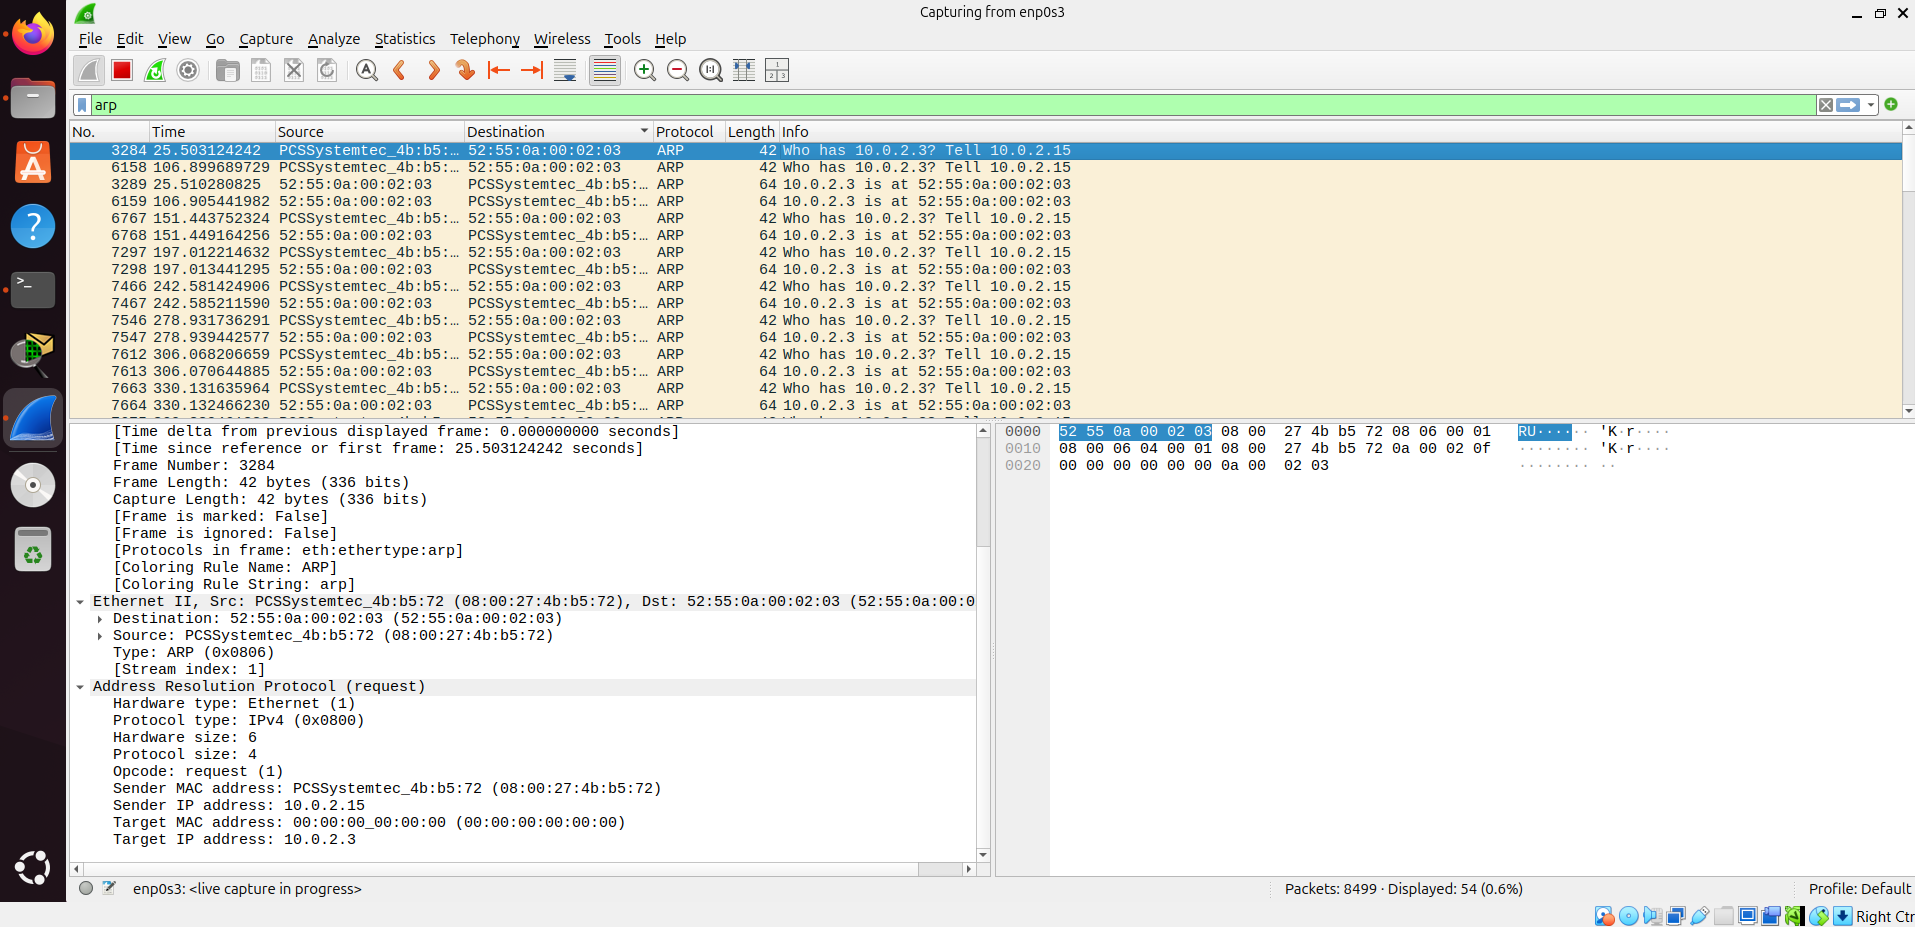 Capturing from enp0s3
File Edit View Go Capture Analyze Statistics Telephony Wireless Tools Help
arp
No. Time Source Destination Protocol Length Info
3284 25.503124242 PCSSystemtec_4b:b5:… 52:55:0a:00:02:03 ARP 42 Who has 10.0.2.3? Tell 10.0.2.15
6158 106.899689729 PCSSystemtec_4b:b5:… 52:55:0a:00:02:03 ARP 42 Who has 10.0.2.3? Tell 10.0.2.15
3289 25.510280825 52:55:0a:00:02:03 PCSSystemtec_4b:b5:… ARP 64 10.0.2.3 is at 52:55:0a:00:02:03
6159 106.905441982 52:55:0a:00:02:03 PCSSystemtec_4b:b5:… ARP 64 10.0.2.3 is at 52:55:0a:00:02:03
6767 151.443752324 PCSSystemtec_4b:b5:… 52:55:0a:00:02:03 ARP 42 Who has 10.0.2.3? Tell 10.0.2.15
6768 151.449164256 52:55:0a:00:02:03 PCSSystemtec_4b:b5:… ARP 64 10.0.2.3 is at 52:55:0a:00:02:03
7297 197.012214632 PCSSystemtec_4b:b5:… 52:55:0a:00:02:03 ARP 42 Who has 10.0.2.3? Tell 10.0.2.15
7298 197.013441295 52:55:0a:00:02:03 PCSSystemtec_4b:b5:… ARP 64 10.0.2.3 is at 52:55:0a:00:02:03
7466 242.581424906 PCSSystemtec_4b:b5:… 52:55:0a:00:02:03 ARP 42 Who has 10.0.2.3? Tell 10.0.2.15
7467 242.585211590 52:55:0a:00:02:03 PCSSystemtec_4b:b5:… ARP 64 10.0.2.3 is at 52:55:0a:00:02:03
7546 278.931736291 PCSSystemtec_4b:b5:… 52:55:0a:00:02:03 ARP 42 Who has 10.0.2.3? Tell 10.0.2.15
7547 278.939442577 52:55:0a:00:02:03 PCSSystemtec_4b:b5:… ARP 64 10.0.2.3 is at 52:55:0a:00:02:03
7612 306.068206659 PCSSystemtec_4b:b5:… 52:55:0a:00:02:03 ARP 42 Who has 10.0.2.3? Tell 10.0.2.15
7613 306.070644885 52:55:0a:00:02:03 PCSSystemtec_4b:b5:… ARP 64 10.0.2.3 is at 52:55:0a:00:02:03
7663 330.131635964 PCSSystemtec_4b:b5:… 52:55:0a:00:02:03 ARP 42 Who has 10.0.2.3? Tell 10.0.2.15
7664 330.132466230 52:55:0a:00:02:03 PCSSystemtec_4b:b5:… ARP 64 10.0.2.3 is at 52:55:0a:00:02:03
[Time delta from previous displayed frame: 0.000000000 seconds]
[Time since reference or first frame: 25.503124242 seconds]
Frame Number: 3284
Frame Length: 42 bytes (336 bits)
Capture Length: 42 bytes (336 bits)
[Frame is marked: False]
[Frame is ignored: False]
[Protocols in frame: eth:ethertype:arp]
[Coloring Rule Name: ARP]
[Coloring Rule String: arp]
Ethernet II, Src: PCSSystemtec_4b:b5:72 (08:00:27:4b:b5:72), Dst: 52:55:0a:00:02:03 (52:55:0a:00:0
Destination: 52:55:0a:00:02:03 (52:55:0a:00:02:03)
Source: PCSSystemtec_4b:b5:72 (08:00:27:4b:b5:72)
Type: ARP (0x0806)
[Stream index: 1]
Address Resolution Protocol (request)
Hardware type: Ethernet (1)
Protocol type: IPv4 (0x0800)
Hardware size: 6
Protocol size: 4
Opcode: request (1)
Sender MAC address: PCSSystemtec_4b:b5:72 (08:00:27:4b:b5:72)
Sender IP address: 10.0.2.15
Target MAC address: 00:00:00_00:00:00 (00:00:00:00:00:00)
Target IP address: 10.0.2.3
0000 52 55 0a 00 02 03 08 00 27 4b b5 72 08 06 00 01 RU······ 'K·r····
0010 08 00 06 04 00 01 08 00 27 4b b5 72 0a 00 02 0f ········ 'K·r····
0020 00 00 00 00 00 00 0a 00 02 03 ········ ··
enp0s3: <live capture in progress>
Packets: 8499 · Displayed: 54 (0.6%)
Profile: Default
Right Ctr